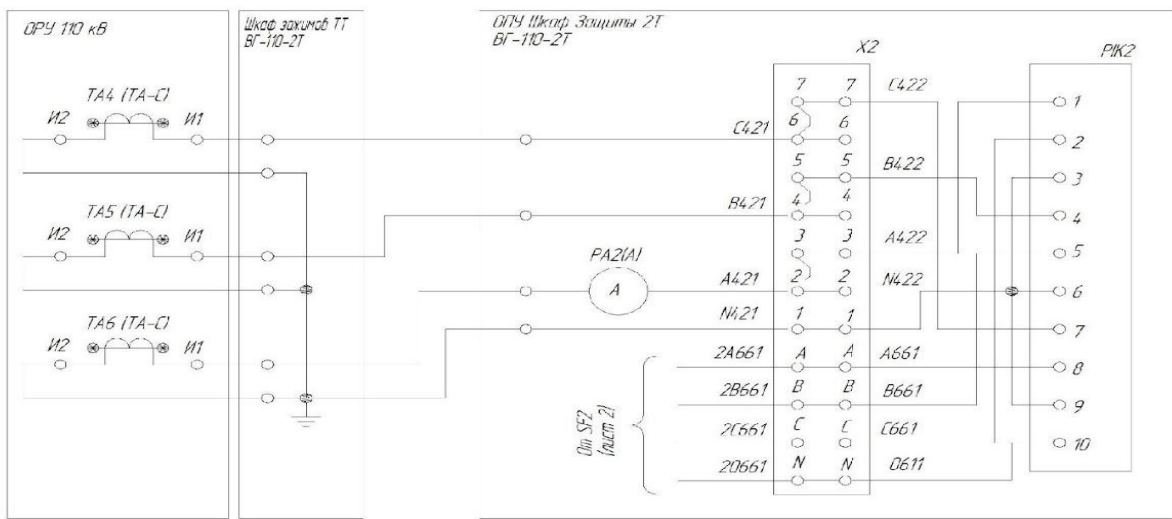 ОРУ 110 кВ
Шкаф зажимов ТТ
ВГ-110-2Т
ОПУ Шкаф Защиты 2Т
ВГ-110-2Т
X2
PIK2
TA4 (TA-C)
И2
И1
TA5 (TA-C)
И2
И1
TA6 (TA-C)
И2
И1
PA2(A)
A
C421
B421
A421
N421
2A661
2B661
2C661
2O661
От SF2
(лист 2)
7 7
6 6
5 5
4 4
3 3
2 2
1 1
A A
B B
C C
N N
C422
B422
A422
N422
A661
B661
C661
O611
1
2
3
4
5
6
7
8
9
10